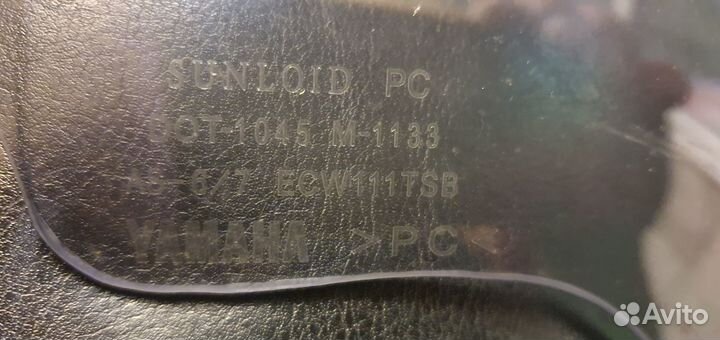 SUNLOID PC
DOT-1045 M-1133
AS-6/7 ECW111TSB
YAMAHA >PC<
Avito